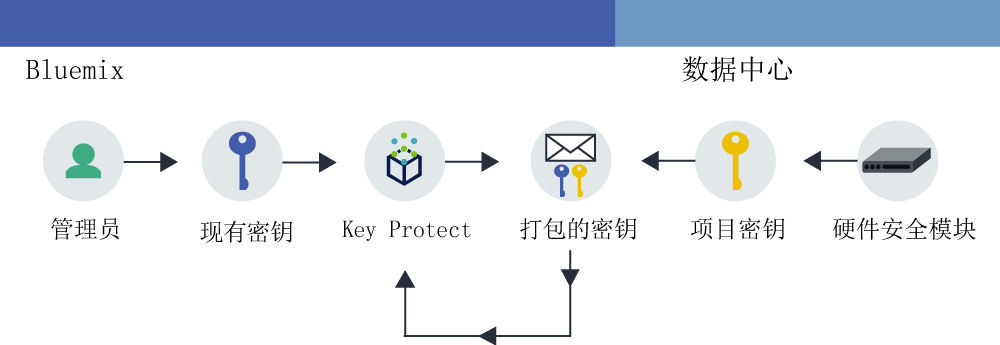 Bluemix
数据中心
管理员
现有密钥
Key Protect
打包的密钥
项目密钥
硬件安全模块